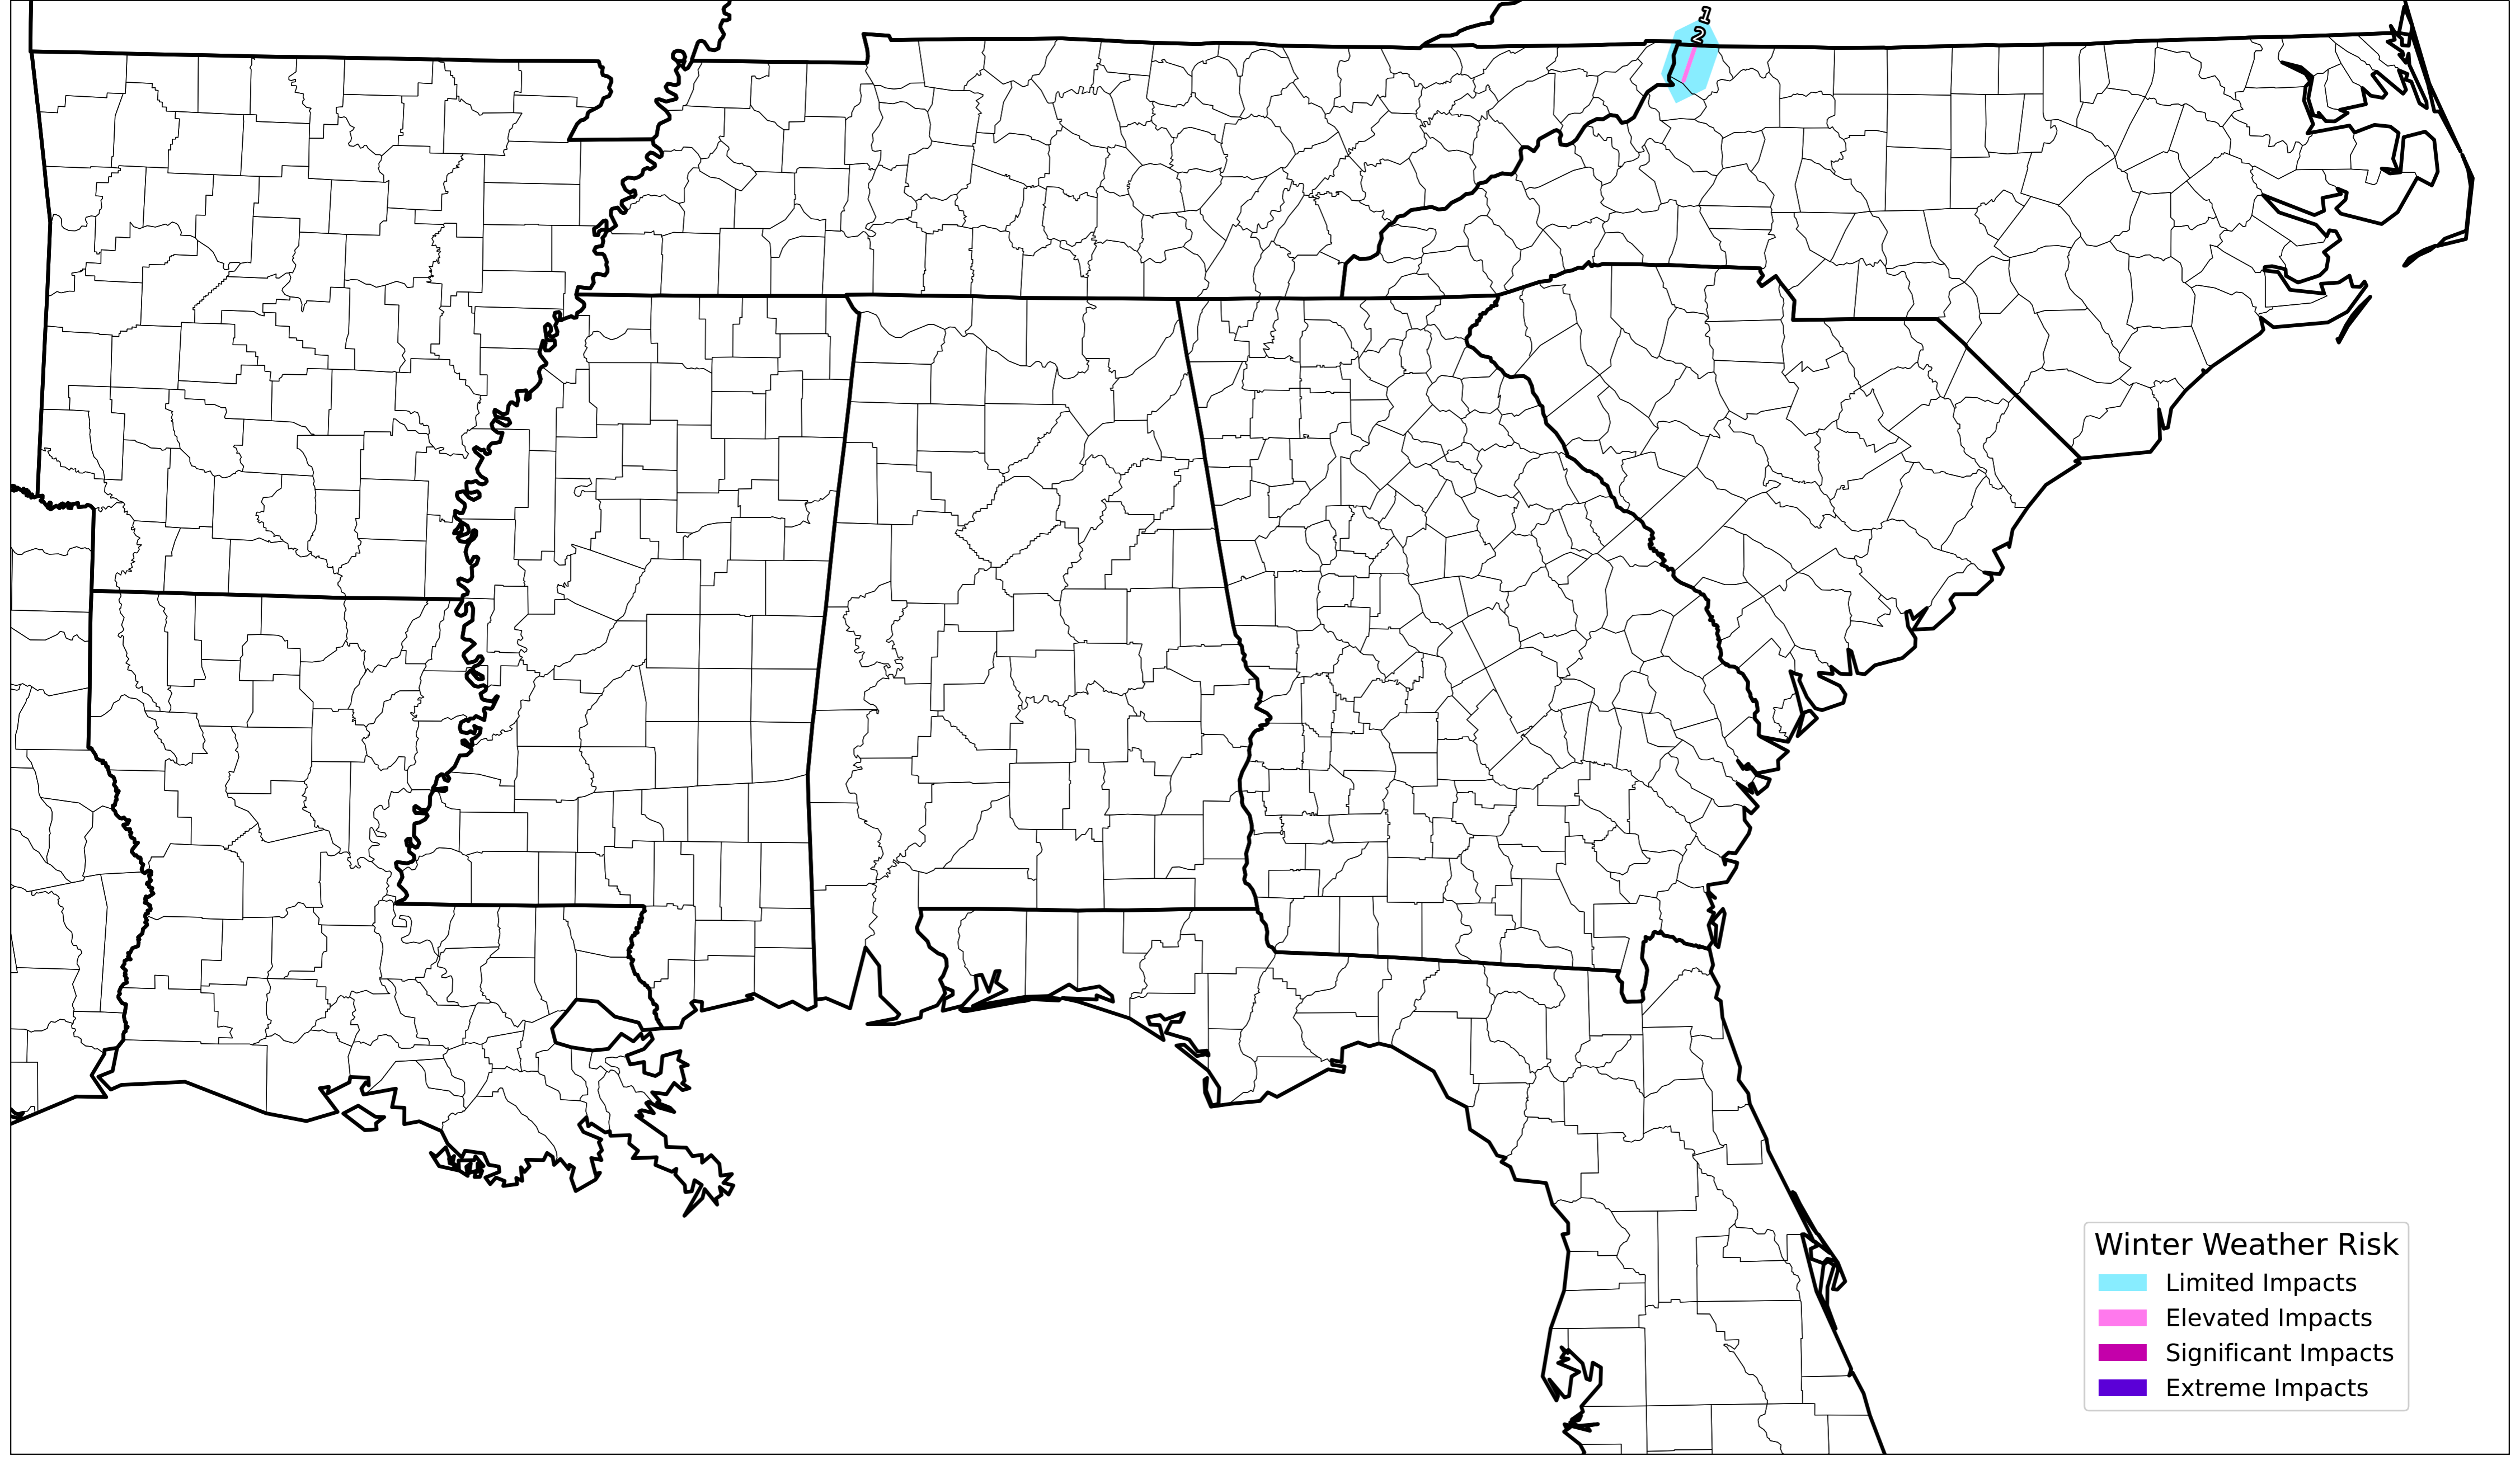 1
2
Winter Weather Risk
Limited Impacts
Elevated Impacts
Significant Impacts
Extreme Impacts